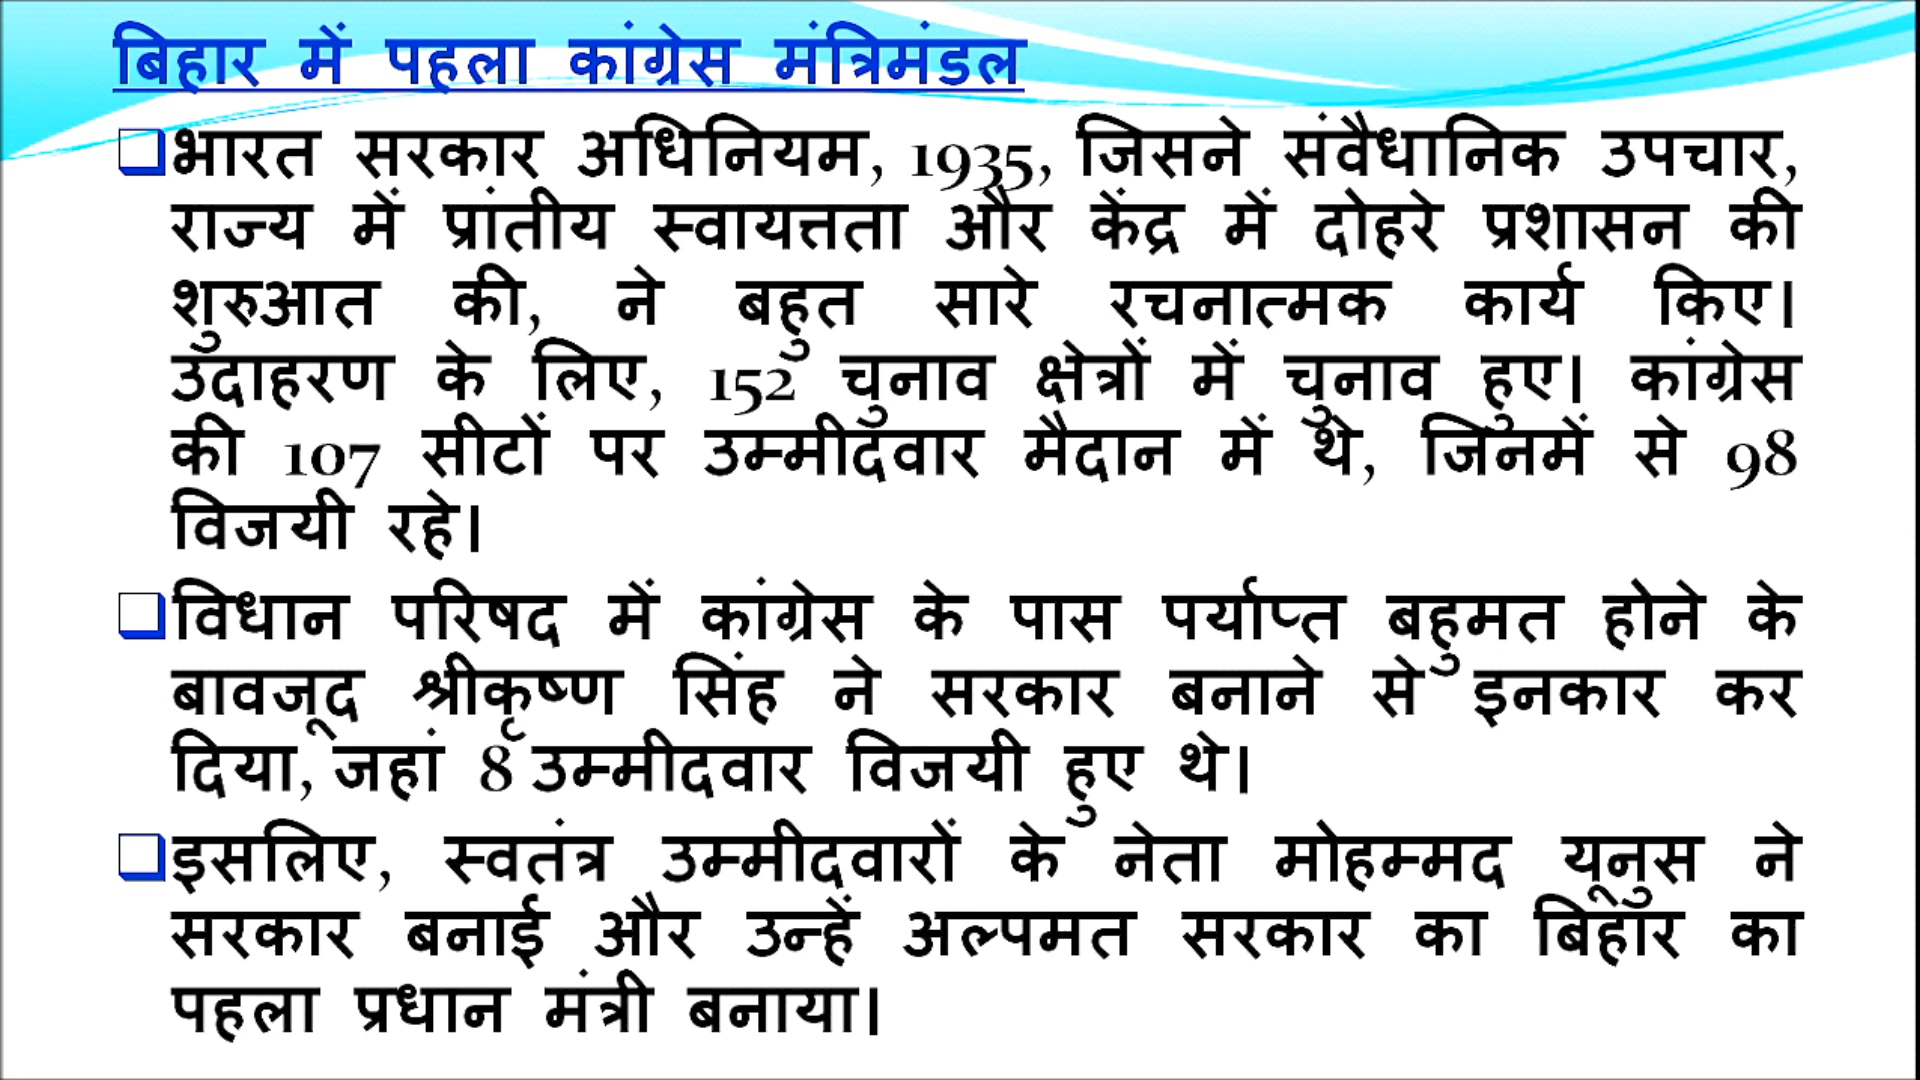 बिहार में पहला कांग्रेस मंत्रिमंडल
भारत सरकार अधिनियम, 1935, जिसने संवैधानिक उपचार,
राज्य में प्रांतीय स्वायत्तता और केंद्र में दोहरे प्रशासन की
शुरुआत की, ने बहुत सारे रचनात्मक कार्य किए।
उदाहरण के लिए, 152 चुनाव क्षेत्रों में चुनाव हुए। कांग्रेस
की 107 सीटों पर उम्मीदवार मैदान में थे, जिनमें से 98
विजयी रहे।
विधान परिषद में कांग्रेस के पास पर्याप्त बहुमत होने के
बावजूद श्रीकृष्ण सिंह ने सरकार बनाने से इनकार कर
दिया, जहां 8 उम्मीदवार विजयी हुए थे।
इसलिए, स्वतंत्र उम्मीदवारों के नेता मोहम्मद यूनुस ने
सरकार बनाई और उन्हें अल्पमत सरकार का बिहार का
पहला प्रधान मंत्री बनाया।